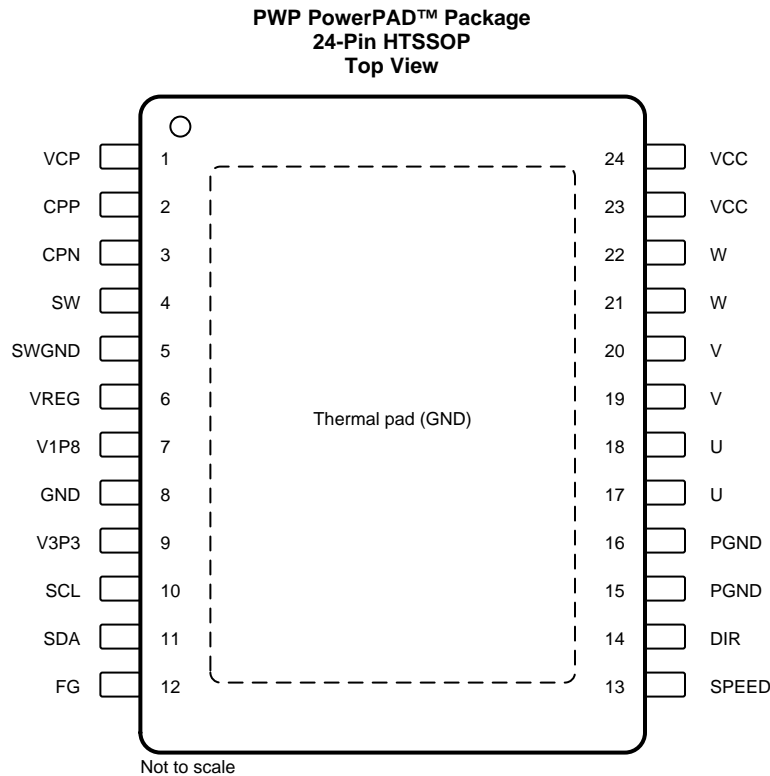 PWP PowerPAD™ Package
24-Pin HTSSOP
Top View
VCP 1 24 VCC
CPP 2 23 VCC
CPN 3 22 W
SW 4 21 W
SWGND 5 20 V
VREG 6 19 V
Thermal pad (GND)
V1P8 7 18 U
GND 8 17 U
V3P3 9 16 PGND
SCL 10 15 PGND
SDA 11 14 DIR
FG 12 13 SPEED
Not to scale